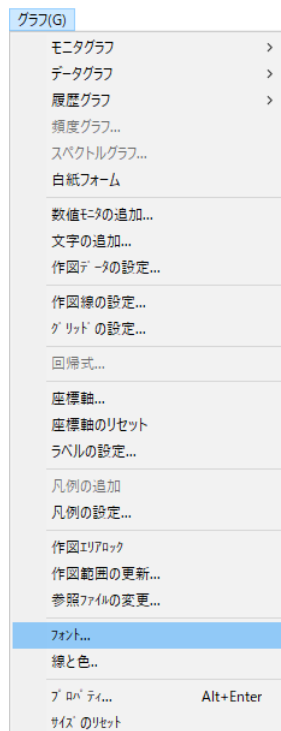 グラフ(G)
モニタグラフ >
データグラフ >
履歴グラフ >
頻度グラフ...
スペクトルグラフ...
白紙フォーム
数値ﾓﾆﾀの追加...
文字の追加...
作図ﾃﾞｰﾀの設定...
作図線の設定...
ｸﾞﾘｯﾄﾞの設定...
回帰式...
座標軸...
座標軸のリセット
ラベルの設定...
凡例の追加
凡例の設定...
作図ｴﾘｱﾛｯｸ
作図範囲の更新...
参照ﾌｧｲﾙの変更...
ﾌｫﾝﾄ...
線と色..
ﾌﾟﾛﾊﾟﾃｨ... Alt+Enter
ｻｲｽﾞのﾘｾｯﾄ